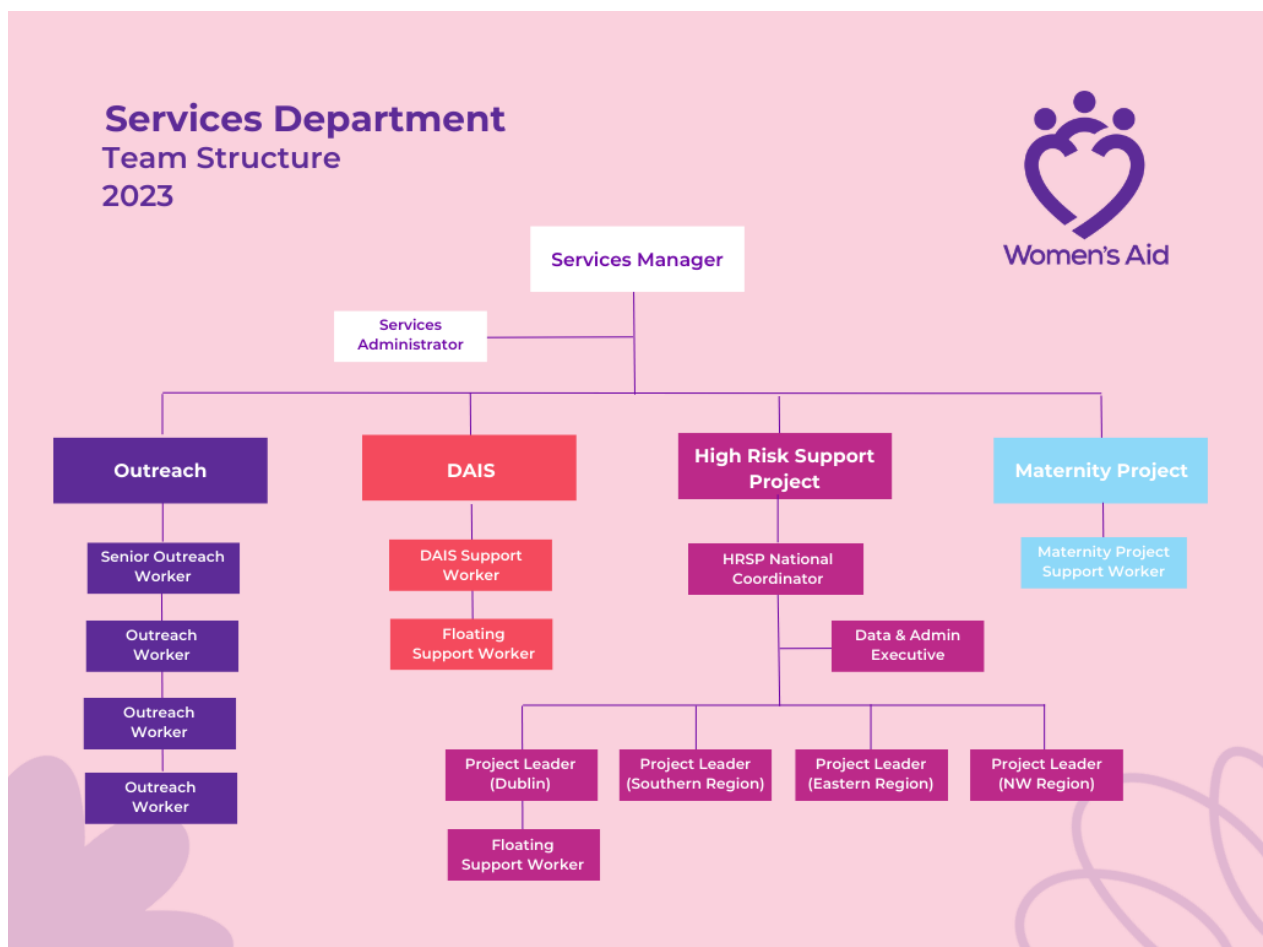 Services Department
Team Structure
2023
Women's Aid
Services Manager
Services
Administrator
Outreach
DAIS
High Risk Support
Project
Maternity Project
Senior Outreach
Worker
DAIS Support
Worker
HRSP National
Coordinator
Maternity Project
Support Worker
Outreach
Worker
Floating
Support Worker
Data & Admin
Executive
Outreach
Worker
Outreach
Worker
Project Leader
(Dublin)
Project Leader
(Southern Region)
Project Leader
(Eastern Region)
Project Leader
(NW Region)
Floating
Support Worker